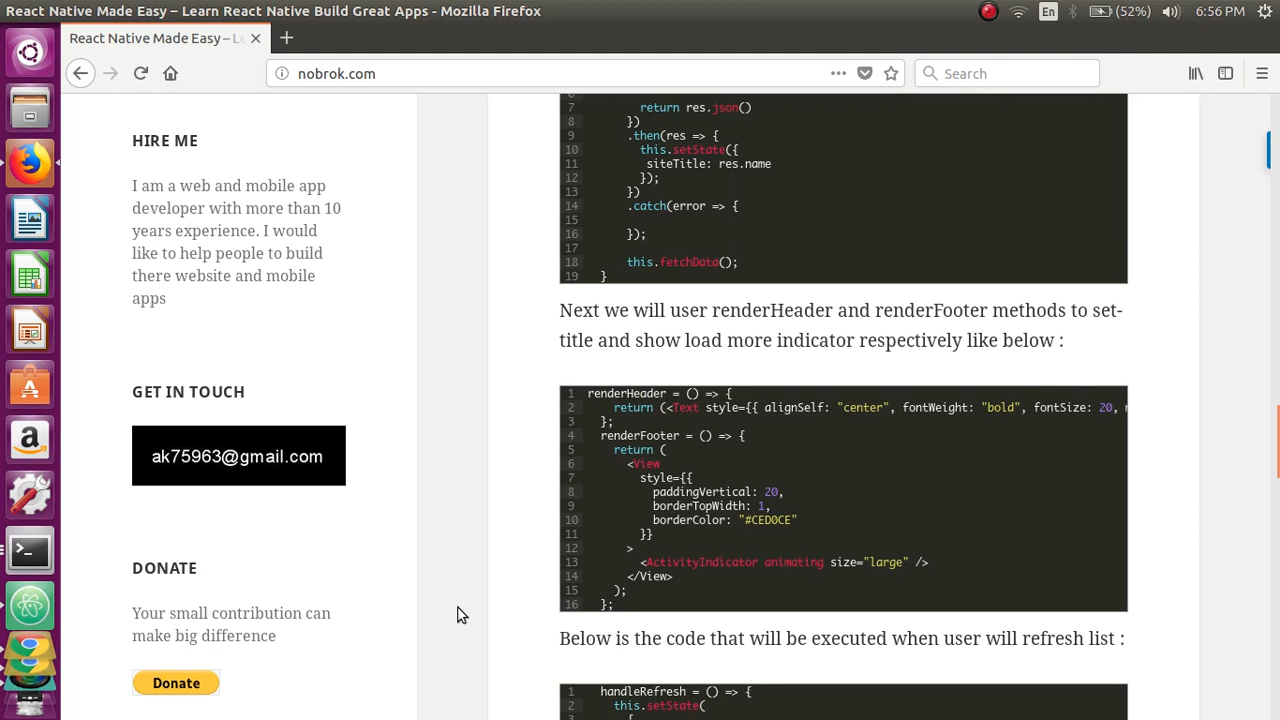 React Native Made Easy – Learn React Native Build Great Apps - Mozilla Firefox
En
(52%)
6:56 PM
React Native Made Easy – Le
nobrok.com
Search
HIRE ME
I am a web and mobile app
developer with more than 10
years experience. I would
like to help people to build
there website and mobile
apps
GET IN TOUCH
ak75963@gmail.com
DONATE
Your small contribution can
make big difference
Donate
7 return res.json()
8 })
9 .then(res => {
10 this.setState({
11 siteTitle: res.name
12 });
13 })
14 .catch(error => {
15
16 });
17
18 this.fetchData();
19 }
Next we will user renderHeader and renderFooter methods to set-
title and show load more indicator respectively like below :
1 renderHeader = () => {
2 return (<Text style={{ alignSelf: "center", fontWeight: "bold", fontSize: 20,
3 };
4 renderFooter = () => {
5 return (
6 <View
7 style={{
8 paddingVertical: 20,
9 borderTopWidth: 1,
10 borderColor: "#CED0CE"
11 }}
12 >
13 <ActivityIndicator animating size="large" />
14 </View>
15 );
16 };
Below is the code that will be executed when user will refresh list :
1 handleRefresh = () => {
2 this.setState(
3 {